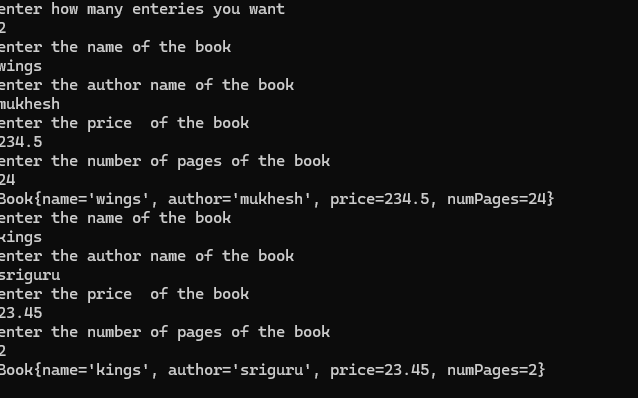 enter how many enteries you want
2
enter the name of the book
wings
enter the author name of the book
mukhesh
enter the price  of the book
234.5
enter the number of pages of the book
24
Book{name='wings', author='mukhesh', price=234.5, numPages=24}
enter the name of the book
kings
enter the author name of the book
sriguru
enter the price  of the book
23.45
enter the number of pages of the book
2
Book{name='kings', author='sriguru', price=23.45, numPages=2}